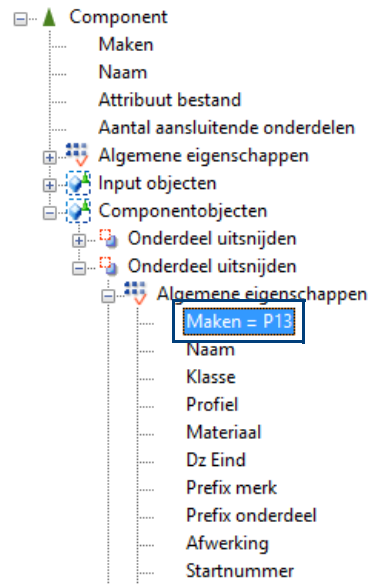 Component
Maken
Naam
Attribuut bestand
Aantal aansluitende onderdelen
Algemene eigenschappen
Input objecten
Componentobjecten
Onderdeel uitsnijden
Onderdeel uitsnijden
Algemene eigenschappen
Maken = P13
Naam
Klasse
Profiel
Materiaal
Dz Eind
Prefix merk
Prefix onderdeel
Afwerking
Startnummer